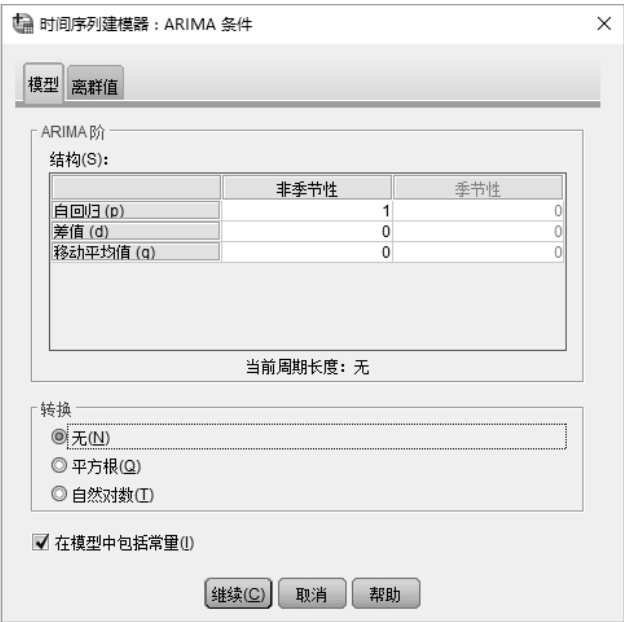 时间序列建模器：ARIMA 条件
模型 离群值
ARIMA 阶
结构(S)：
非季节性 季节性
自回归 (p) 1 0
差值 (d) 0 0
移动平均值 (q) 0 0
当前周期长度：无
转换
无(N)
平方根(Q)
自然对数(T)
在模型中包括常量(I)
继续(C) 取消 帮助